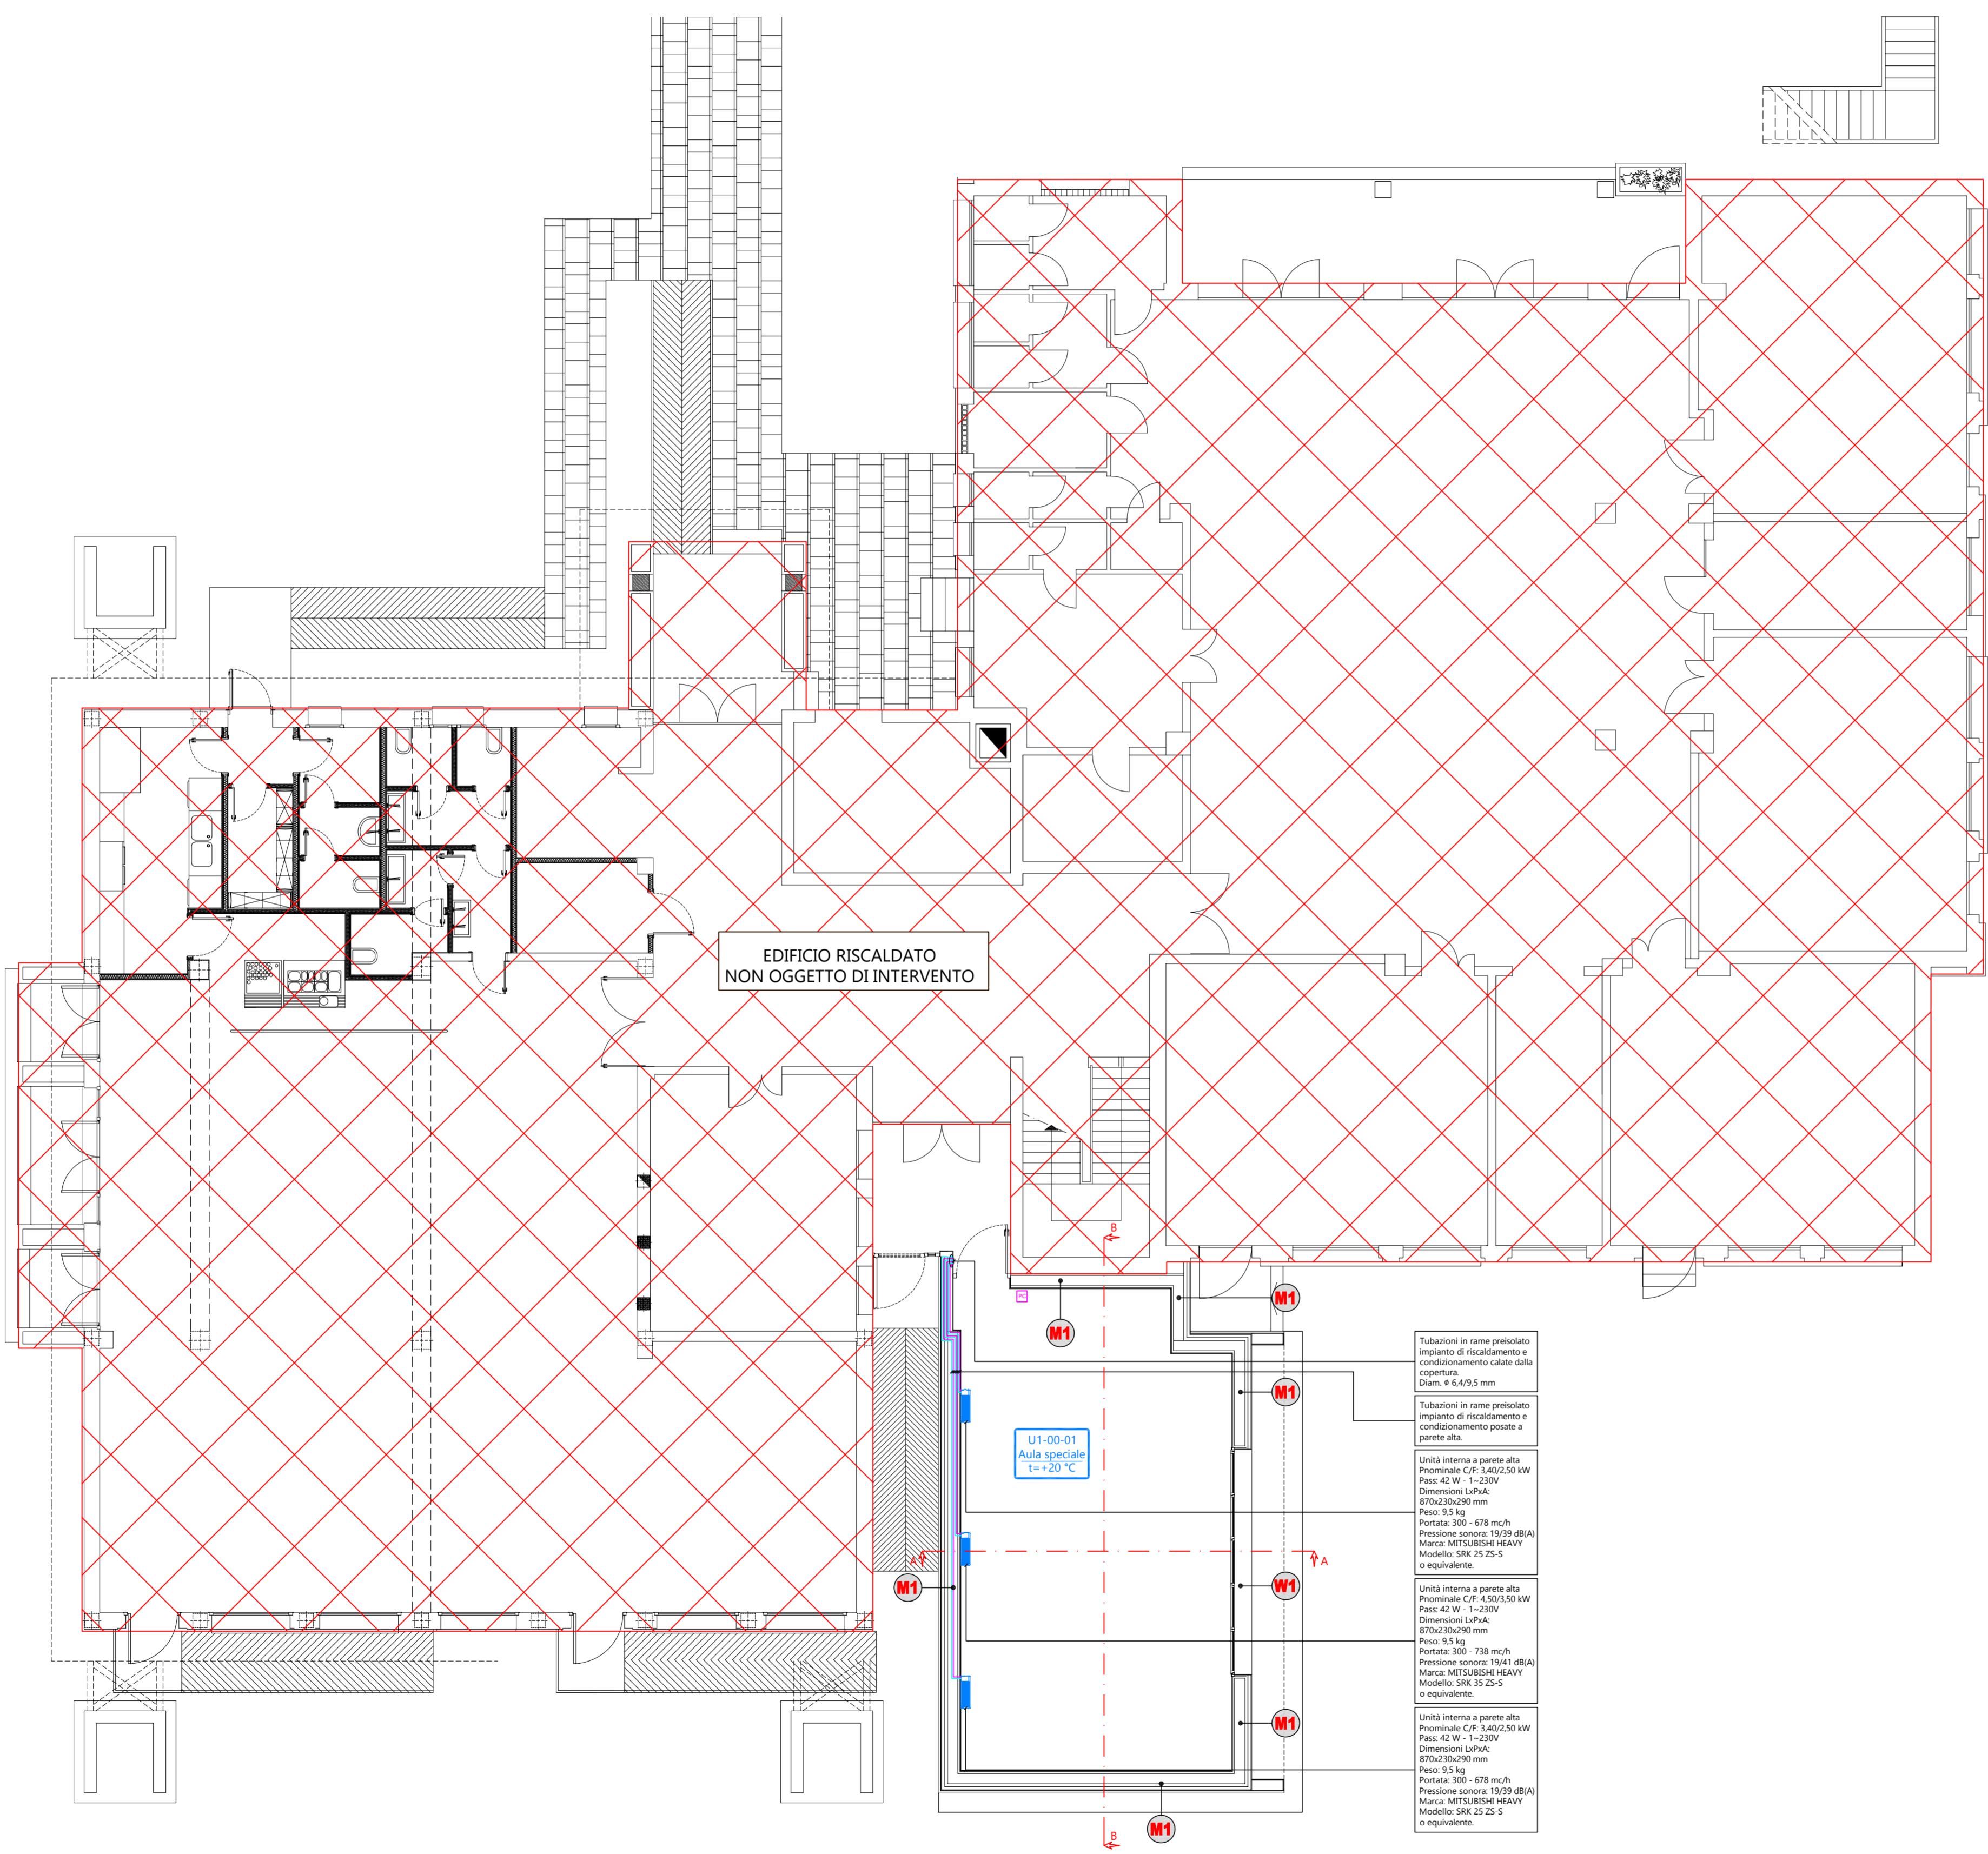 EDIFICIO RISCALDATO
NON OGGETTO DI INTERVENTO
B
M1
M1
Tubazioni in rame preisolato
impianto di riscaldamento e
condizionamento calate dalla
copertura.
Diam. ⌀ 6,4/9,5 mm
M1
Tubazioni in rame preisolato
impianto di riscaldamento e
condizionamento posate a
parete alta.
U1-00-01
Aula speciale
t=+20 °C
Unità interna a parete alta
Pnominale C/F: 3,40/2,50 kW
Pass: 42 W - 1~230V
Dimensioni LxPxA:
870x230x290 mm
Peso: 9,5 kg
Portata: 300 - 678 mc/h
Pressione sonora: 19/39 dB(A)
Marca: MITSUBISHI HEAVY
Modello: SRK 25 ZS-S
o equivalente.
A
A
M1
W1
Unità interna a parete alta
Pnominale C/F: 4,50/3,50 kW
Pass: 42 W - 1~230V
Dimensioni LxPxA:
870x230x290 mm
Peso: 9,5 kg
Portata: 300 - 738 mc/h
Pressione sonora: 19/41 dB(A)
Marca: MITSUBISHI HEAVY
Modello: SRK 35 ZS-S
o equivalente.
M1
Unità interna a parete alta
Pnominale C/F: 3,40/2,50 kW
Pass: 42 W - 1~230V
Dimensioni LxPxA:
870x230x290 mm
Peso: 9,5 kg
Portata: 300 - 678 mc/h
Pressione sonora: 19/39 dB(A)
Marca: MITSUBISHI HEAVY
Modello: SRK 25 ZS-S
o equivalente.
M1
B